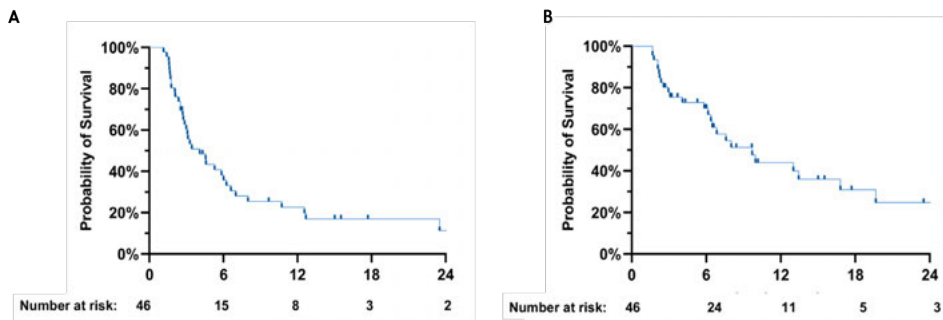 A
B
Probability of Survival
100%
80%
60%
40%
20%
0%
0 6 12 18 24
Number at risk: 46 15 8 3 2
Probability of Survival
100%
80%
60%
40%
20%
0%
0 6 12 18 24
Number at risk: 46 24 11 5 3